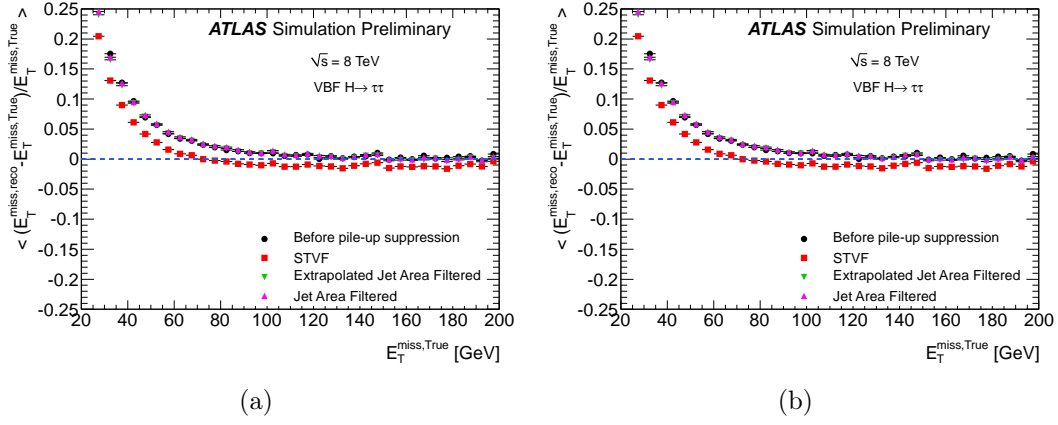 ATLAS Simulation Preliminary
√s = 8 TeV
VBF H→ ττ
< (E_T^miss,reco - E_T^miss,True)/E_T^miss,True >
0.25
0.2
0.15
0.1
0.05
0
-0.05
-0.1
-0.15
-0.2
-0.25
Before pile-up suppression
STVF
Extrapolated Jet Area Filtered
Jet Area Filtered
20 40 60 80 100 120 140 160 180 200
E_T^miss,True [GeV]
(a)
ATLAS Simulation Preliminary
√s = 8 TeV
VBF H→ ττ
< (E_T^miss,reco - E_T^miss,True)/E_T^miss,True >
0.25
0.2
0.15
0.1
0.05
0
-0.05
-0.1
-0.15
-0.2
-0.25
Before pile-up suppression
STVF
Extrapolated Jet Area Filtered
Jet Area Filtered
20 40 60 80 100 120 140 160 180 200
E_T^miss,True [GeV]
(b)